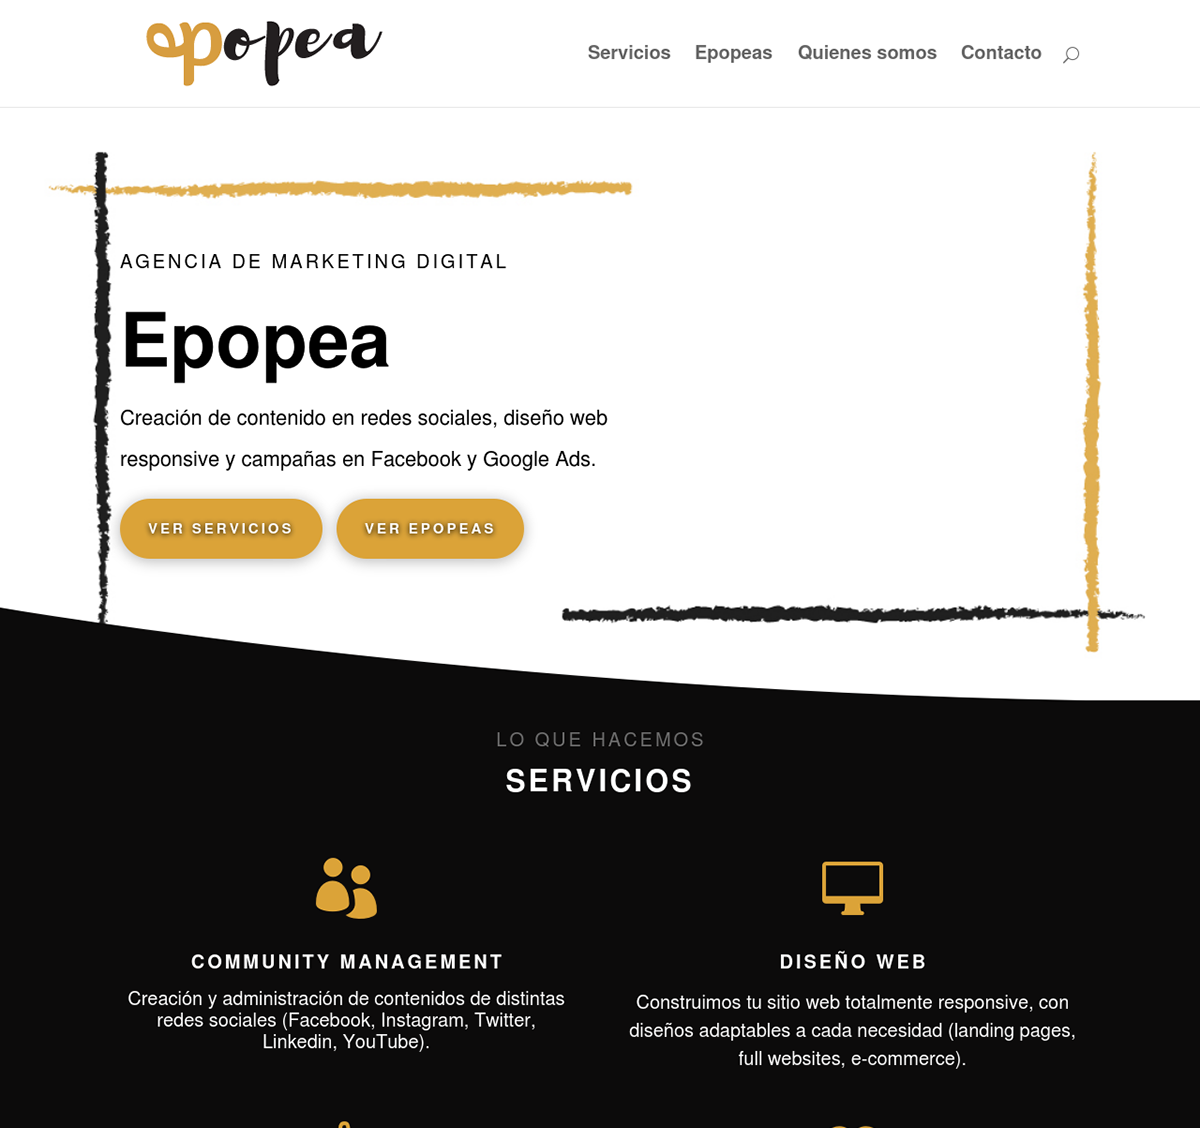 epopea
Servicios Epopeas Quienes somos Contacto
AGENCIA DE MARKETING DIGITAL
Epopea
Creación de contenido en redes sociales, diseño web
responsive y campañas en Facebook y Google Ads.
VER SERVICIOS VER EPOPEAS
LO QUE HACEMOS
SERVICIOS
COMMUNITY MANAGEMENT
Creación y administración de contenidos de distintas
redes sociales (Facebook, Instagram, Twitter,
Linkedin, YouTube).
DISEÑO WEB
Construimos tu sitio web totalmente responsive, con
diseños adaptables a cada necesidad (landing pages,
full websites, e-commerce).